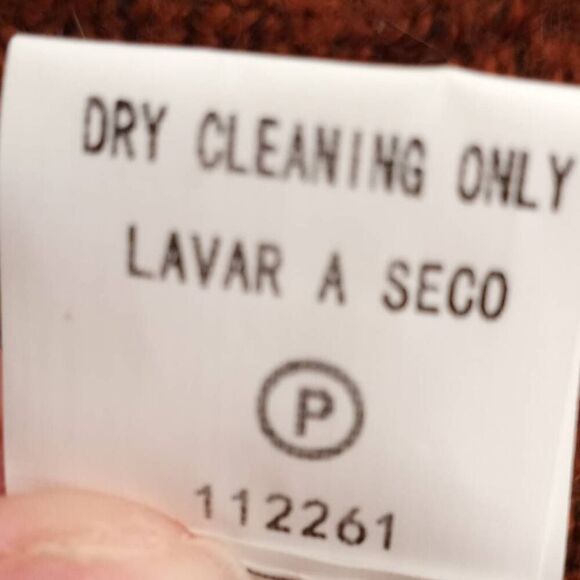 DRY CLEANING ONLY
LAVAR A SECO
P
112261